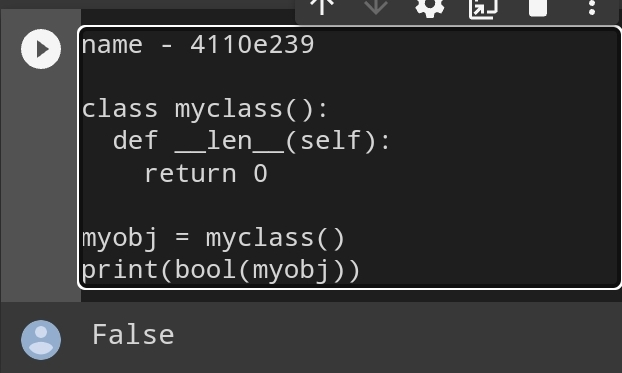 name - 4110e239
class myclass():
  def __len__(self):
    return 0
myobj = myclass()
print(bool(myobj))
False